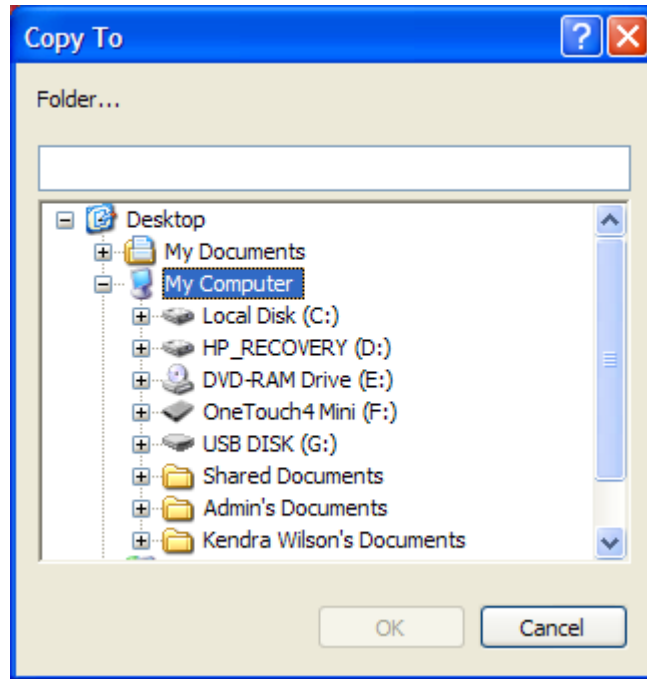 Copy To
Folder...
Desktop
My Documents
My Computer
Local Disk (C:)
HP_RECOVERY (D:)
DVD-RAM Drive (E:)
OneTouch4 Mini (F:)
USB DISK (G:)
Shared Documents
Admin's Documents
Kendra Wilson's Documents
OK
Cancel